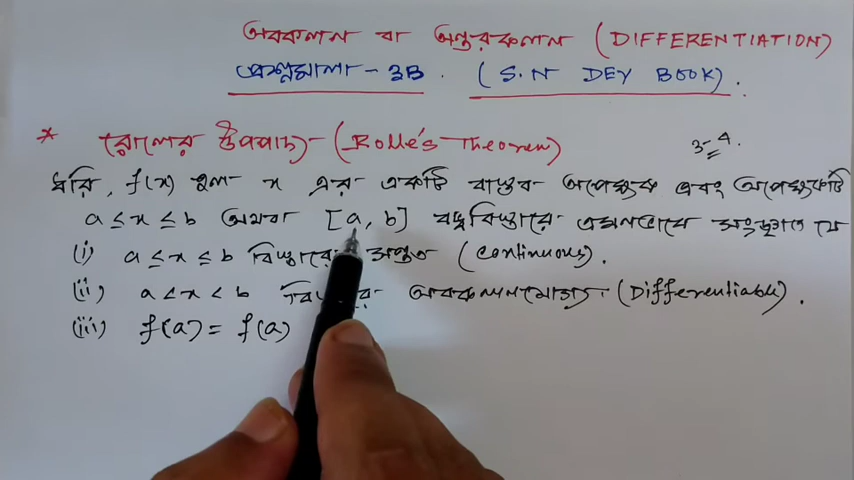 অবকলন বা অন্তরকলন (DIFFERENTIATION)
প্রশ্নমালা - 3B. (S.N DEY BOOK).
* রোলের উপপাদ্য - (Rolle's Theorem)
3-4.
ধরি, f(x) হল x এর একটি বাস্তব অপেক্ষক এবং অপেক্ষকটি
a ≤ x ≤ b অথবা [a, b] বদ্ধবিস্তারে এমনভাবে সংজ্ঞাত যে
(i) a ≤ x ≤ b বিস্তারে সন্তত (Continuous).
(ii) a < x < b অবকলনযোগ্য (Differentiable).
(iii) f(a) = f(a)